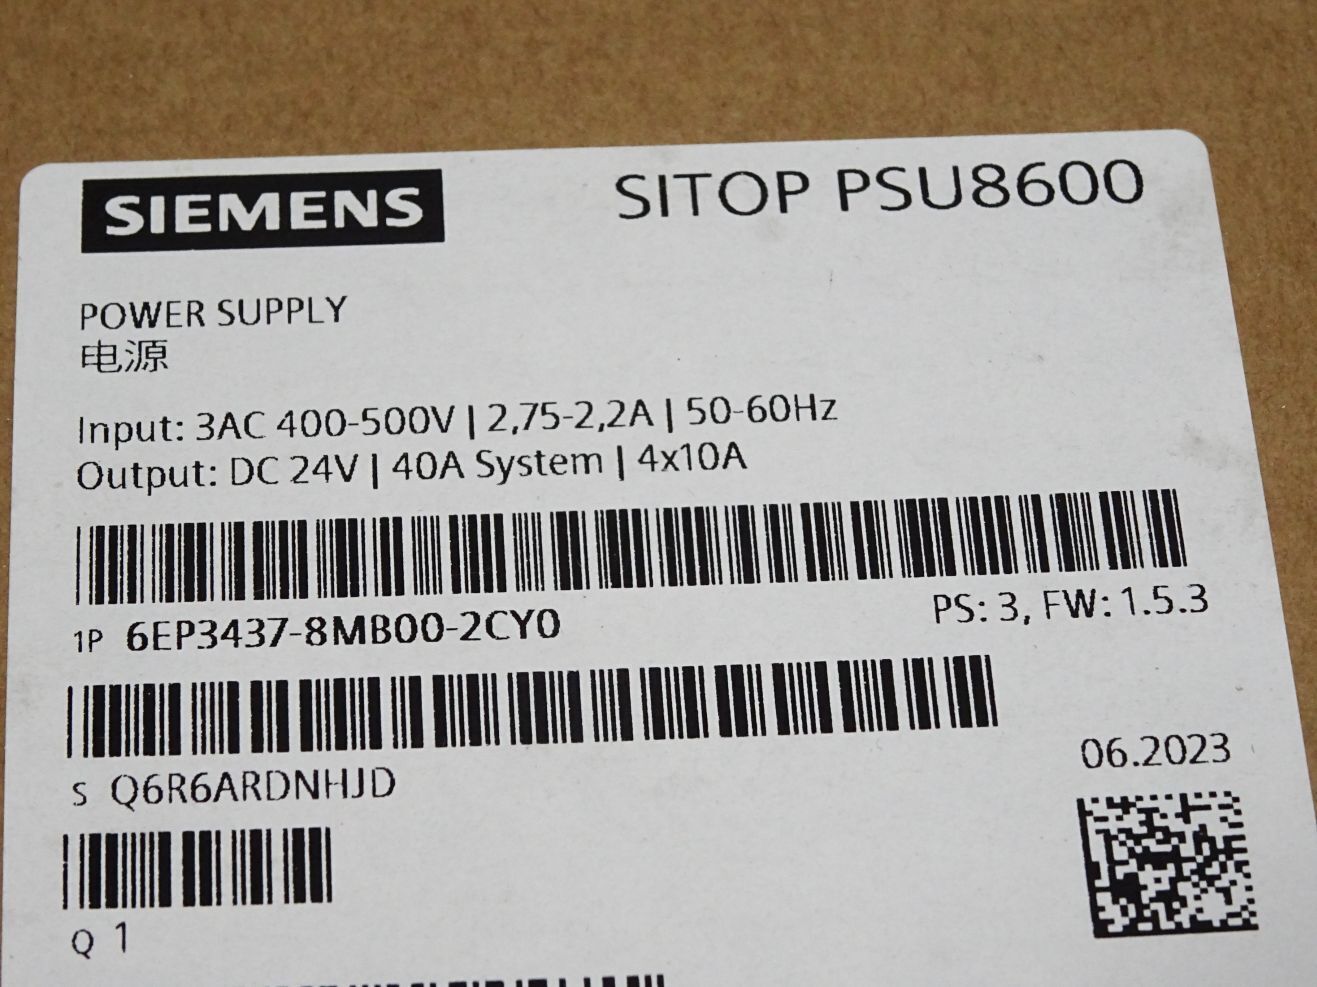 SIEMENS
SITOP PSU8600
POWER SUPPLY
电源
Input: 3AC 400-500V | 2,75-2,2A | 50-60Hz
Output: DC 24V | 40A System | 4x10A
1P 6EP3437-8MB00-2CY0
PS: 3, FW: 1.5.3
S Q6R6ARDNHJD
06.2023
Q 1